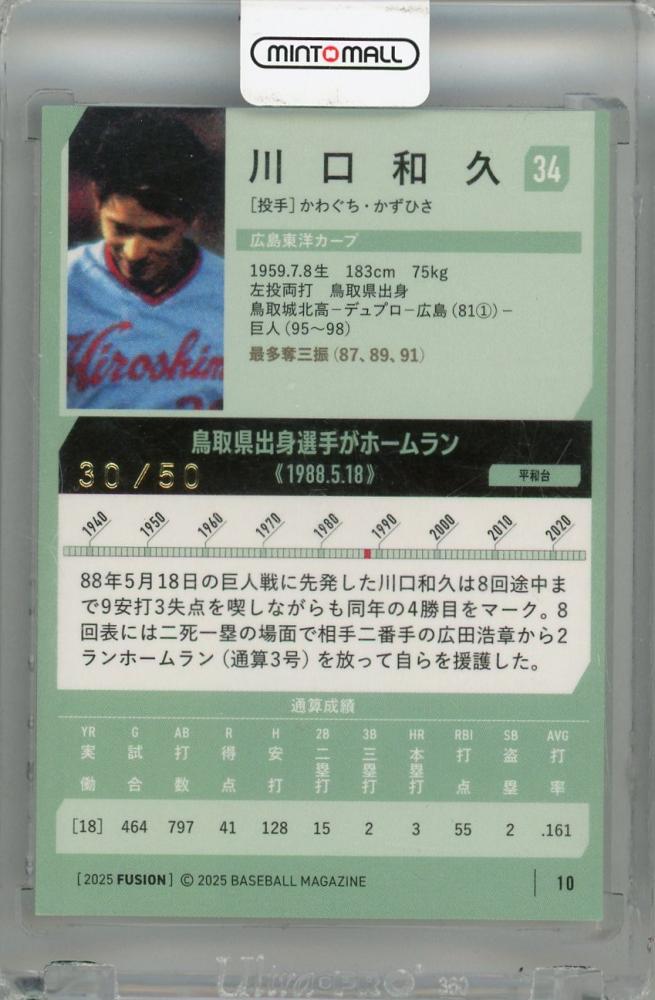 MINTMALL
川口和久 34
[投手]かわぐち・かずひさ
広島東洋カープ
1959.7.8生 183cm 75kg
左投両打 鳥取県出身
鳥取城北高－デュプロ－広島(81①)－
巨人(95〜98)
最多奪三振(87、89、91)
Hiroshim
鳥取県出身選手がホームラン
30/50 《1988.5.18》 平和台
1940 1950 1960 1970 1980 1990 2000 2010 2020
88年5月18日の巨人戦に先発した川口和久は8回途中ま
で9安打3失点を喫しながらも同年の4勝目をマーク。8
回表には二死一塁の場面で相手二番手の広田浩章から2
ランホームラン(通算3号)を放って自らを援護した。
通算成績
YR G AB R H 2B 3B HR RBI SB AVG
実働 試合 打数 得点 安打 二塁打 三塁打 本塁打 打点 盗塁 打率
[18] 464 797 41 128 15 2 3 55 2 .161
[2025 FUSION] © 2025 BASEBALL MAGAZINE 10
Ultra PRO